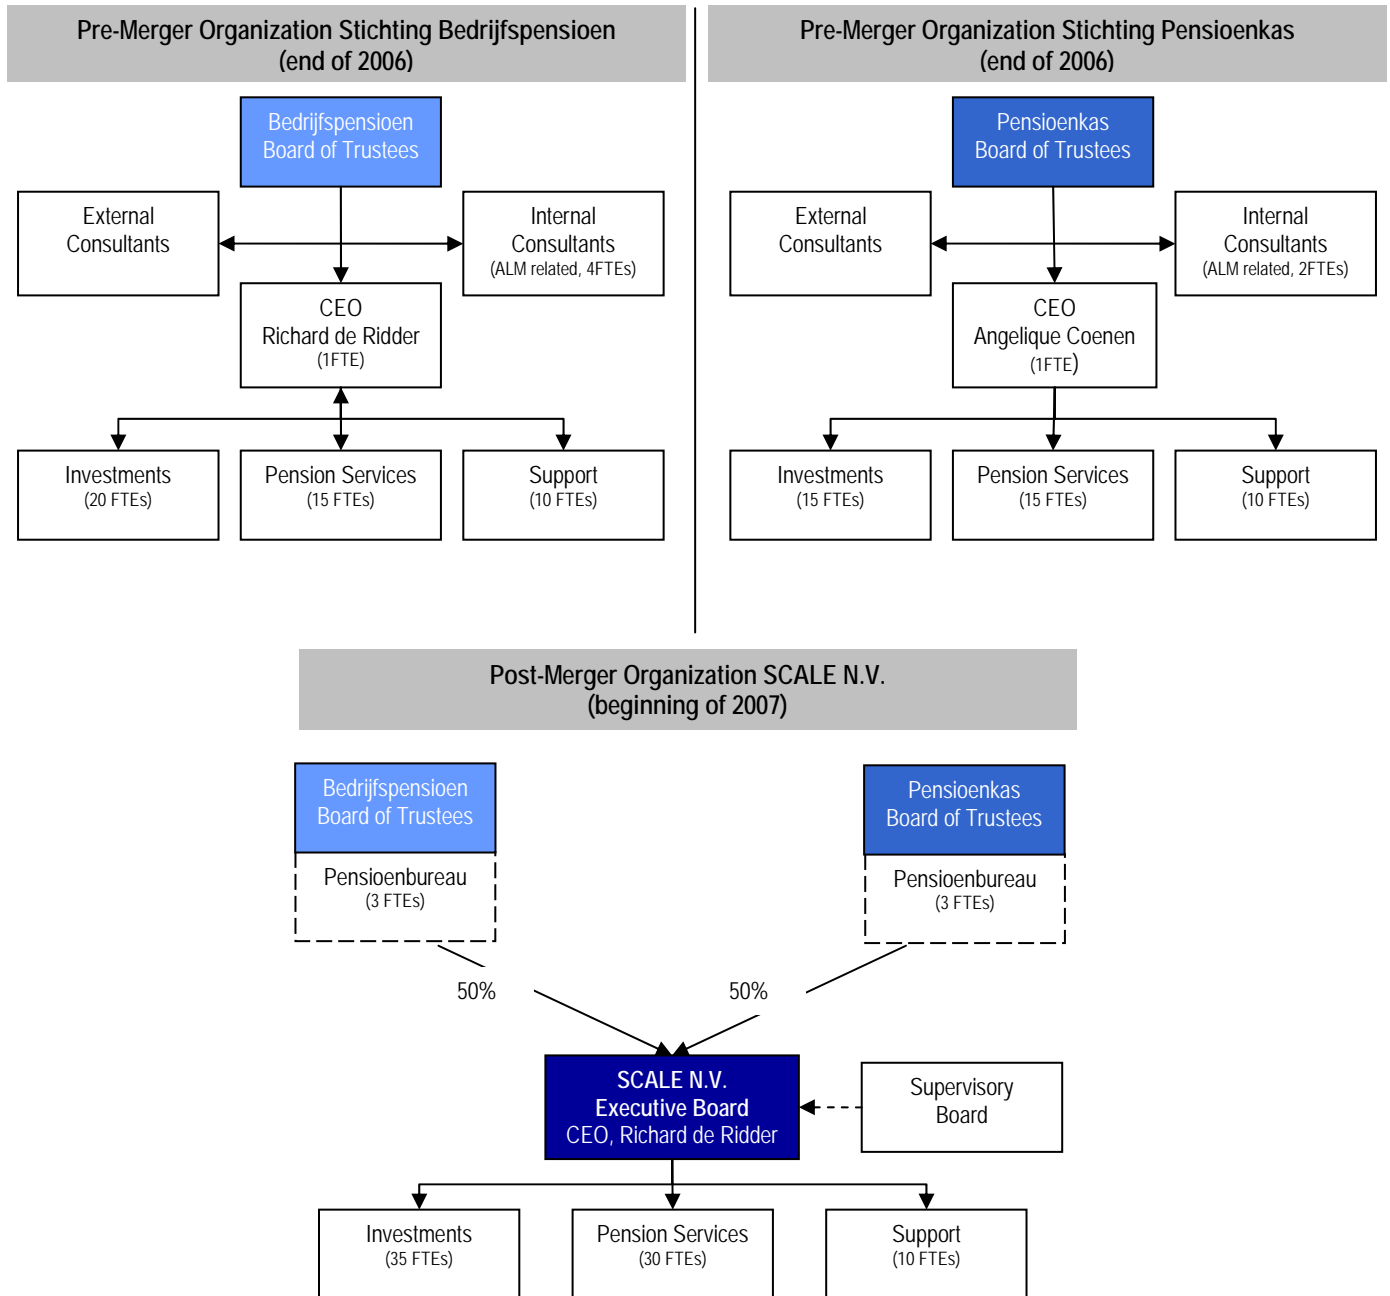 Pre-Merger Organization Stichting Bedrijfspensioen
(end of 2006)
Bedrijfspensioen
Board of Trustees
External
Consultants
Internal
Consultants
(ALM related, 4FTEs)
CEO
Richard de Ridder
(1FTE)
Investments
(20 FTEs)
Pension Services
(15 FTEs)
Support
(10 FTEs)
Pre-Merger Organization Stichting Pensioenkas
(end of 2006)
Pensioenkas
Board of Trustees
External
Consultants
Internal
Consultants
(ALM related, 2FTEs)
CEO
Angelique Coenen
(1FTE)
Investments
(15 FTEs)
Pension Services
(15 FTEs)
Support
(10 FTEs)
Post-Merger Organization SCALE N.V.
(beginning of 2007)
Bedrijfspensioen
Board of Trustees
Pensioenbureau
(3 FTEs)
Pensioenkas
Board of Trustees
Pensioenbureau
(3 FTEs)
50%
50%
SCALE N.V.
Executive Board
CEO, Richard de Ridder
Supervisory
Board
Investments
(35 FTEs)
Pension Services
(30 FTEs)
Support
(10 FTEs)